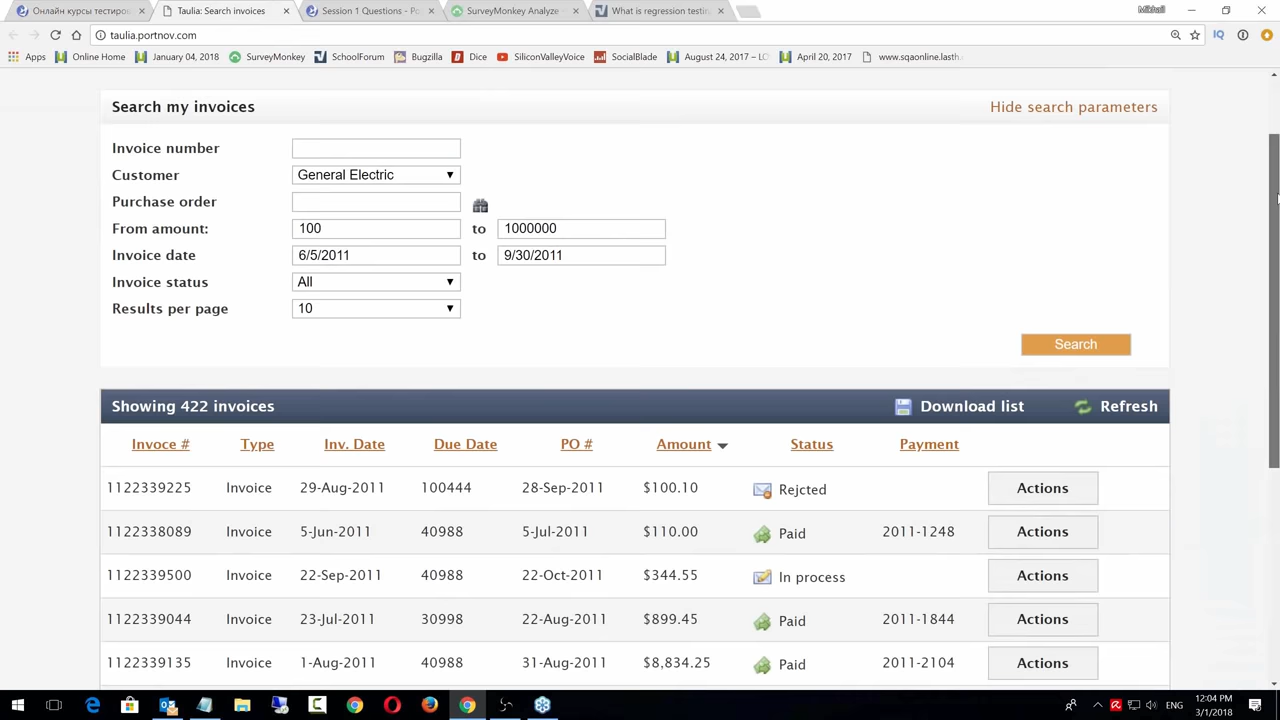 Онлайн курсы тестиров
Taulia: Search invoices
Session 1 Questions - Po
SurveyMonkey Analyze -
What is regression testin
Mikhail
taulia.portnov.com
IQ
Apps
Online Home
January 04, 2018
SurveyMonkey
SchoolForum
Bugzilla
Dice
SiliconValleyVoice
SocialBlade
August 24, 2017 – LO
April 20, 2017
www.sqaonline.lasth
Search my invoices
Hide search parameters
Invoice number
Customer General Electric
Purchase order
From amount: 100 to 1000000
Invoice date 6/5/2011 to 9/30/2011
Invoice status All
Results per page 10
Search
Showing 422 invoices Download list Refresh
Invoce # Type Inv. Date Due Date PO # Amount Status Payment
1122339225 Invoice 29-Aug-2011 100444 28-Sep-2011 $100.10 Rejcted Actions
1122338089 Invoice 5-Jun-2011 40988 5-Jul-2011 $110.00 Paid 2011-1248 Actions
1122339500 Invoice 22-Sep-2011 40988 22-Oct-2011 $344.55 In process Actions
1122339044 Invoice 23-Jul-2011 30998 22-Aug-2011 $899.45 Paid 2011-1844 Actions
1122339135 Invoice 1-Aug-2011 40988 31-Aug-2011 $8,834.25 Paid 2011-2104 Actions
ENG
12:04 PM
3/1/2018